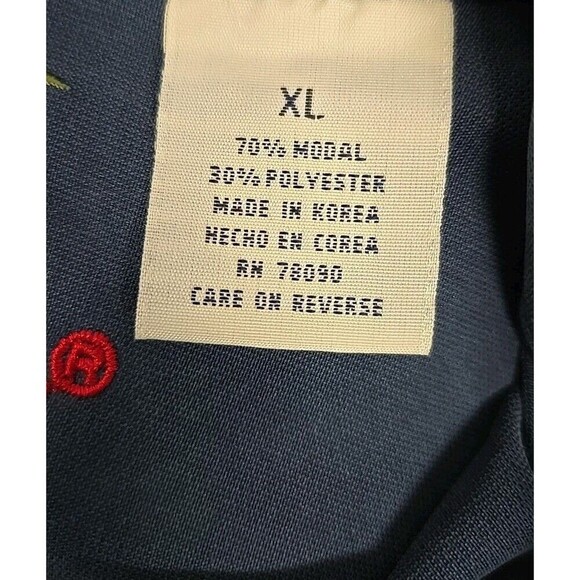 XL
70% MODAL
30% POLYESTER
MADE IN KOREA
HECHO EN COREA
RN 78090
CARE ON REVERSE
®